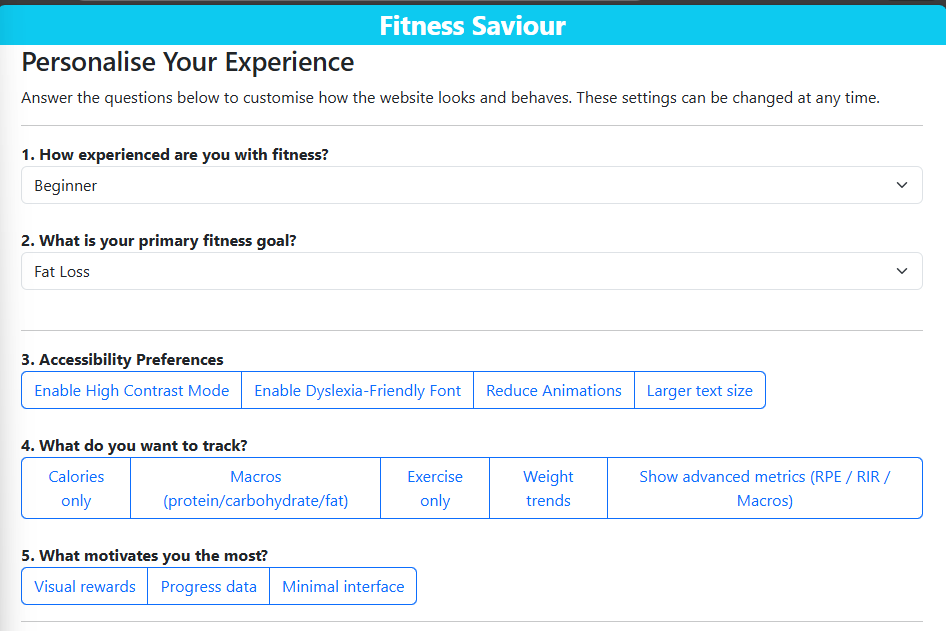 Fitness Saviour
Personalise Your Experience
Answer the questions below to customise how the website looks and behaves. These settings can be changed at any time.
1. How experienced are you with fitness?
Beginner
2. What is your primary fitness goal?
Fat Loss
3. Accessibility Preferences
Enable High Contrast Mode Enable Dyslexia-Friendly Font Reduce Animations Larger text size
4. What do you want to track?
Calories only Macros (protein/carbohydrate/fat) Exercise only Weight trends Show advanced metrics (RPE / RIR / Macros)
5. What motivates you the most?
Visual rewards Progress data Minimal interface